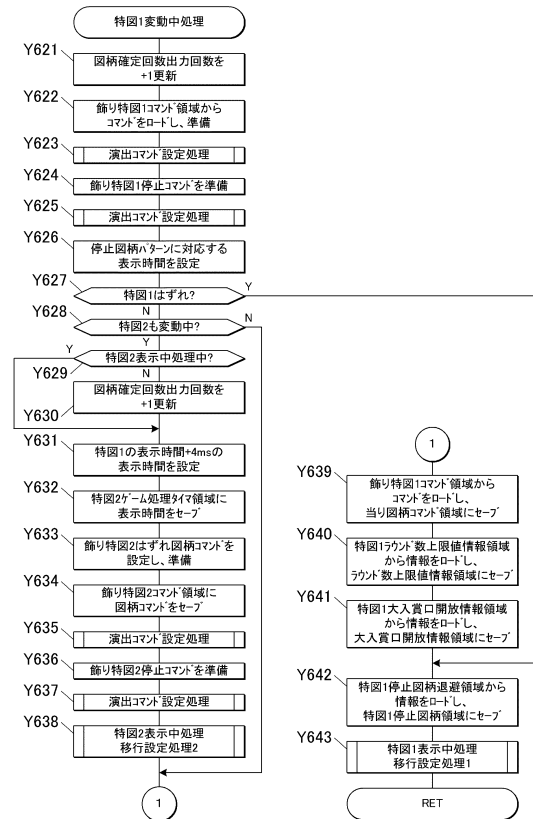 特図1変動中処理
Y621
図柄確定回数出力回数を
+1更新
Y622
飾り特図1コマンド領域から
コマンドをロードし、準備
Y623
演出コマンド設定処理
Y624
飾り特図1停止コマンドを準備
Y625
演出コマンド設定処理
Y626
停止図柄パターンに対応する
表示時間を設定
Y627
特図1はずれ?
Y
N
Y628
特図2も変動中?
N
Y
Y629
特図2表示中処理中?
Y
N
Y630
図柄確定回数出力回数を
+1更新
Y631
特図1の表示時間+4msの
表示時間を設定
Y632
特図2ゲーム処理タイマ領域に
表示時間をセーブ
Y633
飾り特図2はずれ図柄コマンドを
設定し、準備
Y634
飾り特図2コマンド領域に
図柄コマンドをセーブ
Y635
演出コマンド設定処理
Y636
飾り特図2停止コマンドを準備
Y637
演出コマンド設定処理
Y638
特図2表示中処理
移行設定処理2
1
1
Y639
飾り特図1コマンド領域から
コマンドをロードし、
当り図柄コマンド領域にセーブ
Y640
特図1ラウンド数上限値情報領域
から情報をロードし、
ラウンド数上限値情報領域にセーブ
Y641
特図1大入賞口開放情報領域
から情報をロードし、
大入賞口開放情報領域にセーブ
Y642
特図1停止図柄退避領域から
情報をロードし、
特図1停止図柄領域にセーブ
Y643
特図1表示中処理
移行設定処理1
RET